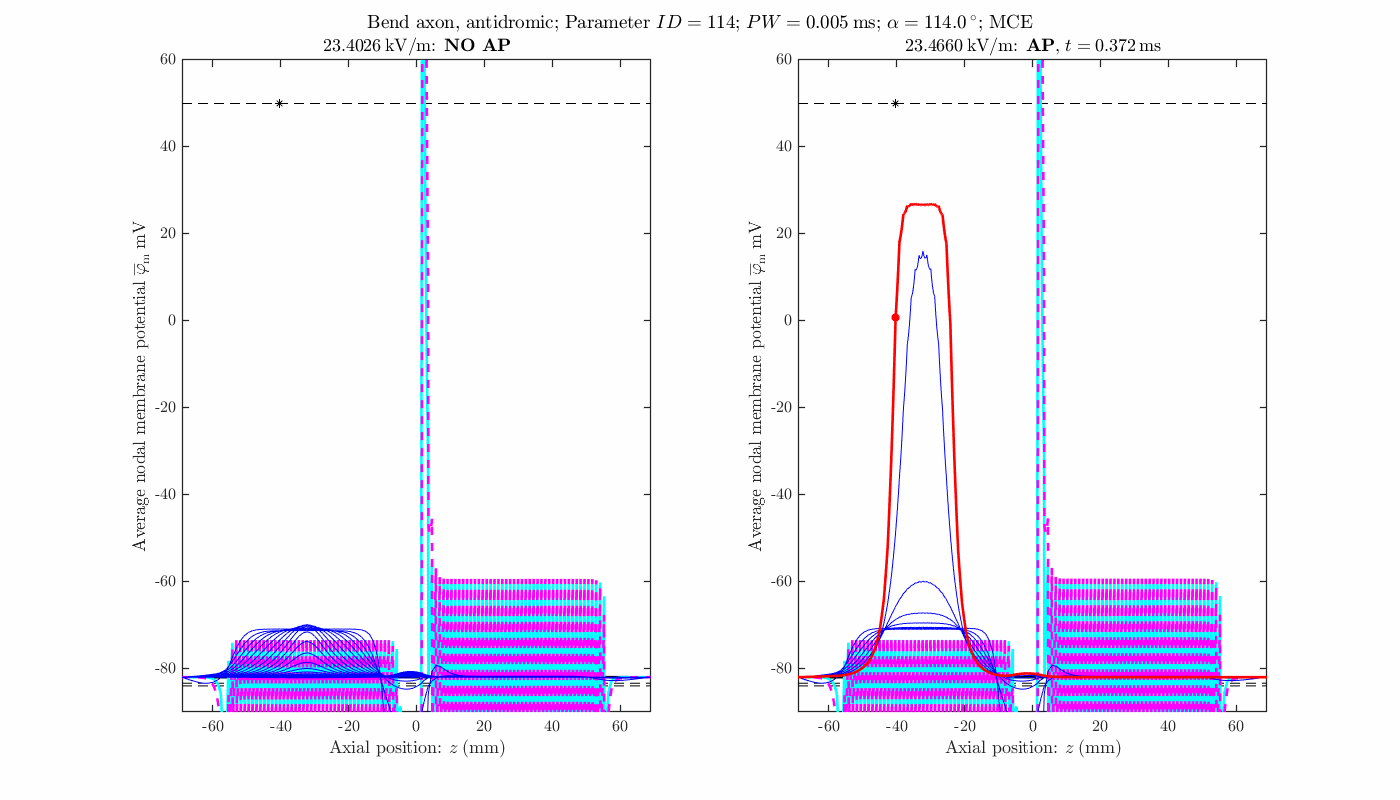 Bend axon, antidromic; Parameter ID = 114; PW = 0.005 ms; α = 114.0 °; MCE
23.4026 kV/m: NO AP
60
40
20
0
-20
-40
-60
-80
-60 -40 -20 0 20 40 60
Axial position: z (mm)
Average nodal membrane potential φ̅m mV
23.4660 kV/m: AP, t = 0.372 ms
60
40
20
0
-20
-40
-60
-80
-60 -40 -20 0 20 40 60
Axial position: z (mm)
Average nodal membrane potential φ̅m mV